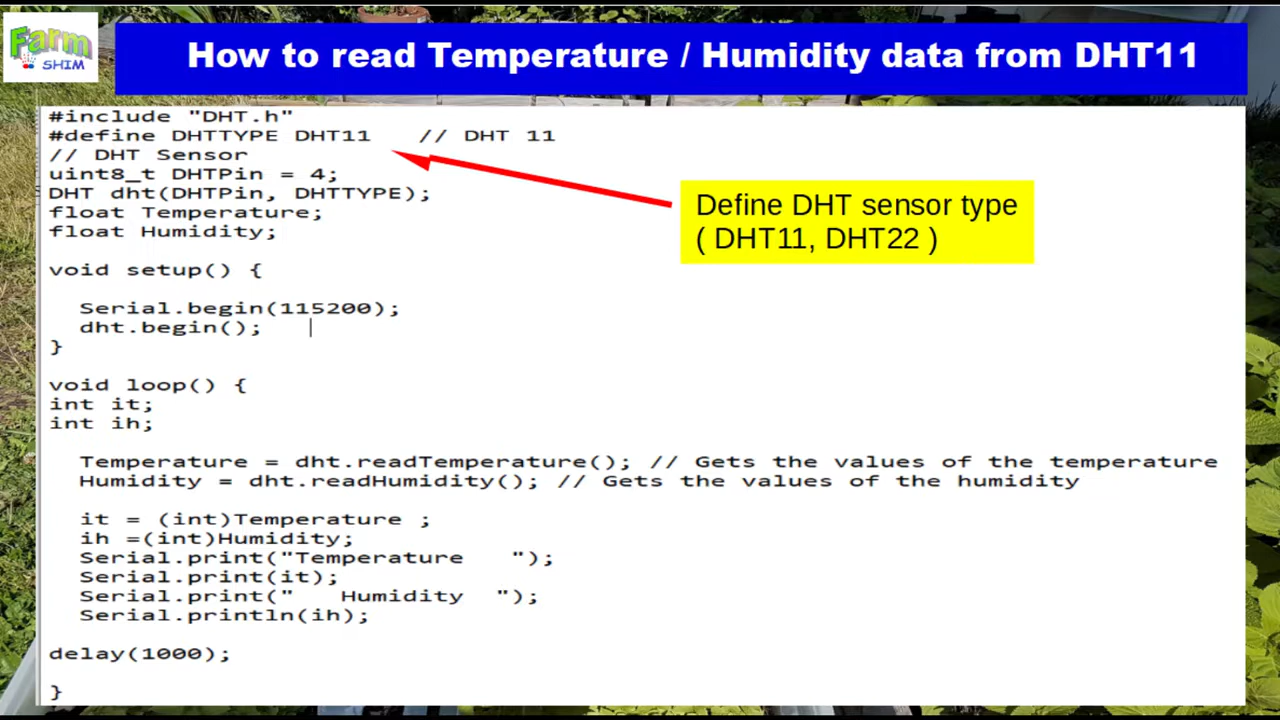 Farm
SHIM
How to read Temperature / Humidity data from DHT11
#include "DHT.h"
#define DHTTYPE DHT11   // DHT 11
// DHT Sensor
uint8_t DHTPin = 4;
DHT dht(DHTPin, DHTTYPE);
float Temperature;
float Humidity;
Define DHT sensor type
( DHT11, DHT22 )
void setup() {
  Serial.begin(115200);
  dht.begin();
}
void loop() {
int it;
int ih;
  Temperature = dht.readTemperature(); // Gets the values of the temperature
  Humidity = dht.readHumidity(); // Gets the values of the humidity
  it = (int)Temperature ;
  ih =(int)Humidity;
  Serial.print("Temperature   ");
  Serial.print(it);
  Serial.print("   Humidity  ");
  Serial.println(ih);
delay(1000);
}